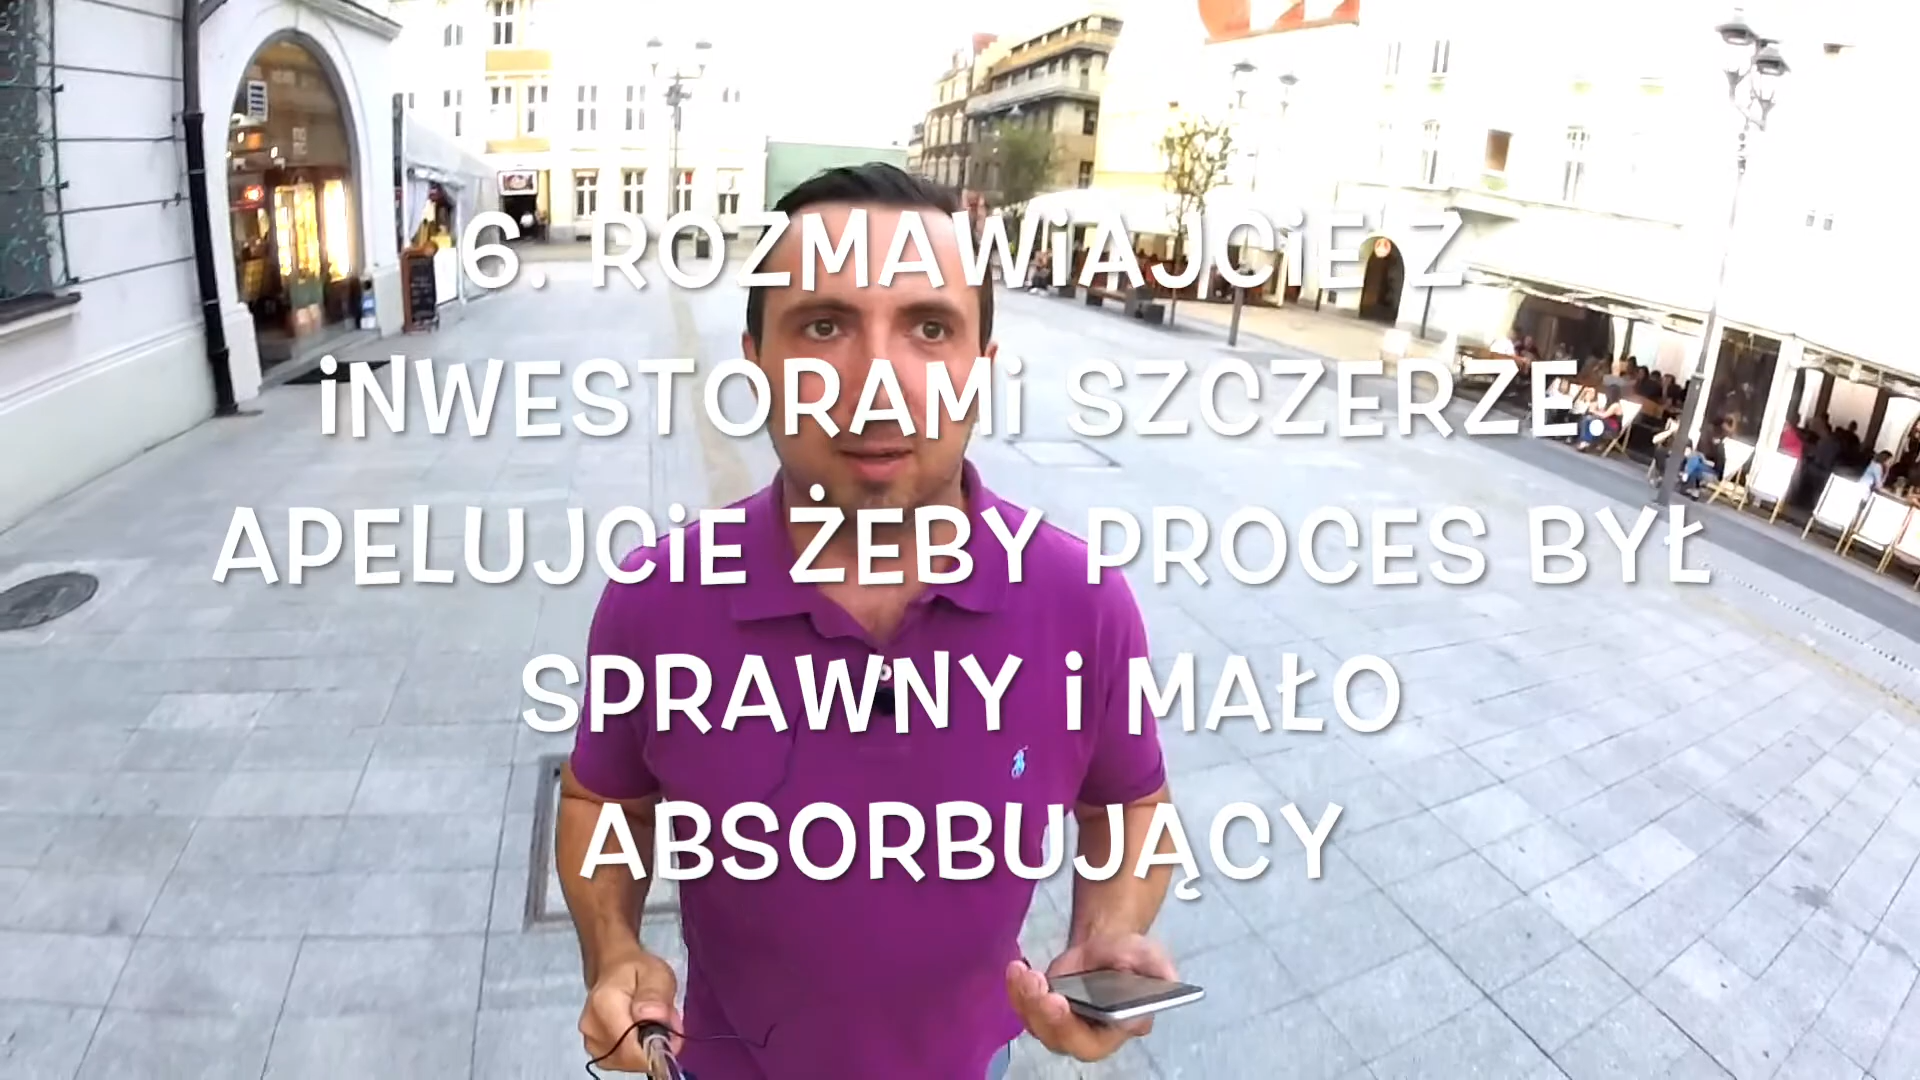 6. ROZMAWIAJCIE Z
INWESTORAMI SZCZERZE.
APELUJCIE ŻEBY PROCES BYŁ
SPRAWNY I MAŁO
ABSORBUJĄCY